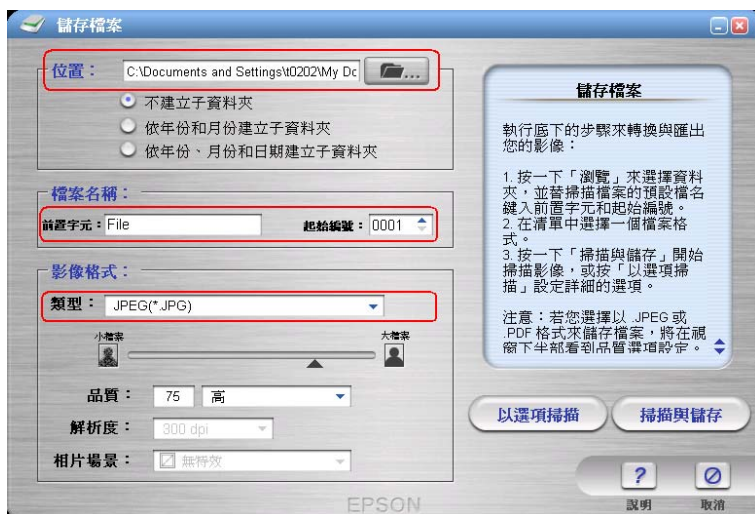 儲存檔案
位置：
C:\Documents and Settings\t0202\My Dc
...
不建立子資料夾
依年份和月份建立子資料夾
依年份、月份和日期建立子資料夾
檔案名稱：
前置字元：File
起始編號：0001
影像格式：
類型： JPEG(*.JPG)
小檔案
大檔案
品質： 75 高
解析度： 300 dpi
相片場景： 無特效
儲存檔案
執行底下的步驟來轉換與匯出
您的影像：
1. 按一下「瀏覽」來選擇資料
夾，並替掃描檔案的預設檔名
鍵入前置字元和起始編號。
2. 在清單中選擇一個檔案格
式。
3. 按一下「掃描與儲存」開始
掃描影像，或按「以選項掃
描」設定詳細的選項。
注意：若您選擇以 .JPEG 或
.PDF 格式來儲存檔案，將在視
窗下半部看到品質選項設定。
以選項掃描
掃描與儲存
?
說明
取消
EPSON